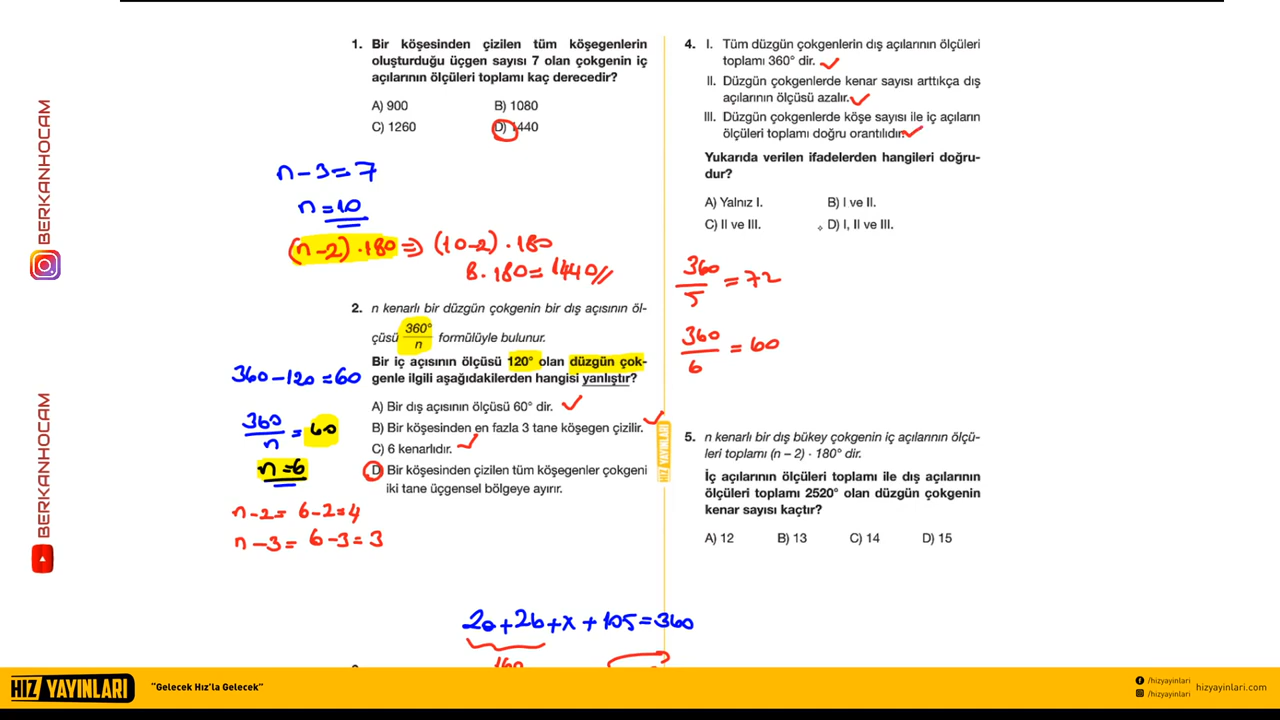 BERKANHOCAM
BERKANHOCAM
1. Bir köşesinden çizilen tüm köşegenlerin
oluşturduğu üçgen sayısı 7 olan çokgenin iç
açılarının ölçüleri toplamı kaç derecedir?
A) 900 B) 1080
C) 1260 D) 1440
n-3=7
n=10
(n-2).180⇒(10-2).180
8.180=1440//
2. n kenarlı bir düzgün çokgenin bir dış açısının öl-
çüsü 360°/n formülüyle bulunur.
Bir iç açısının ölçüsü 120° olan düzgün çok-
genle ilgili aşağıdakilerden hangisi yanlıştır?
360-120=60
A) Bir dış açısının ölçüsü 60° dir.
B) Bir köşesinden en fazla 3 tane köşegen çizilir.
360/n = 60
C) 6 kenarlıdır.
n=6
D) Bir köşesinden çizilen tüm köşegenler çokgeni
iki tane üçgensel bölgeye ayırır.
n-2= 6-2=4
n-3= 6-3=3
2a+2b+x+105=360
160
4. I. Tüm düzgün çokgenlerin dış açılarının ölçüleri
toplamı 360° dir.
II. Düzgün çokgenlerde kenar sayısı arttıkça dış
açılarının ölçüsü azalır.
III. Düzgün çokgenlerde köşe sayısı ile iç açıların
ölçüleri toplamı doğru orantılıdır.
Yukarıda verilen ifadelerden hangileri doğru-
dur?
A) Yalnız I. B) I ve II.
C) II ve III. D) I, II ve III.
360/5 = 72
360/6 = 60
HIZ YAYINLARI
5. n kenarlı bir dış bükey çokgenin iç açılarının ölçü-
leri toplamı (n – 2) · 180° dir.
İç açılarının ölçüleri toplamı ile dış açılarının
ölçüleri toplamı 2520° olan düzgün çokgenin
kenar sayısı kaçtır?
A) 12 B) 13 C) 14 D) 15
HIZ YAYINLARI
"Gelecek Hız'la Gelecek"
/hizyayinlari
/hizyayinlari
hizyayinlari.com